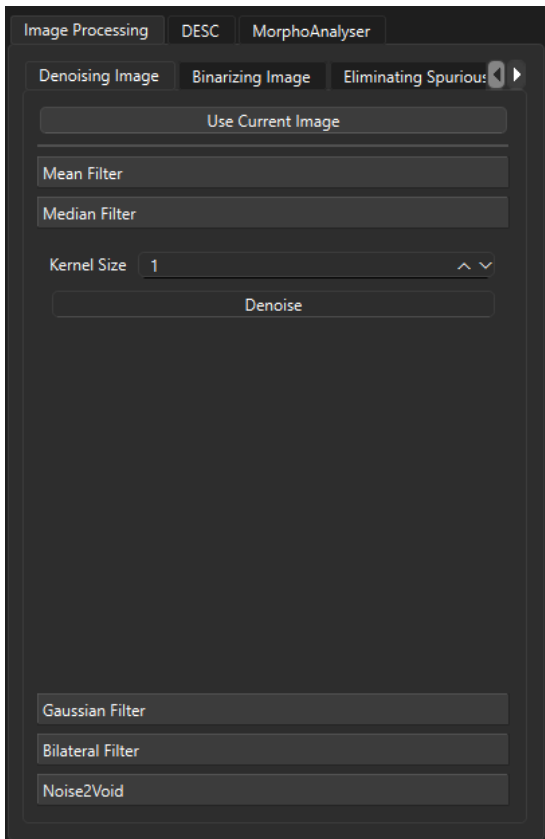 Image Processing DESC MorphoAnalyser
Denoising Image Binarizing Image Eliminating Spurious
Use Current Image
Mean Filter
Median Filter
Kernel Size 1
Denoise
Gaussian Filter
Bilateral Filter
Noise2Void